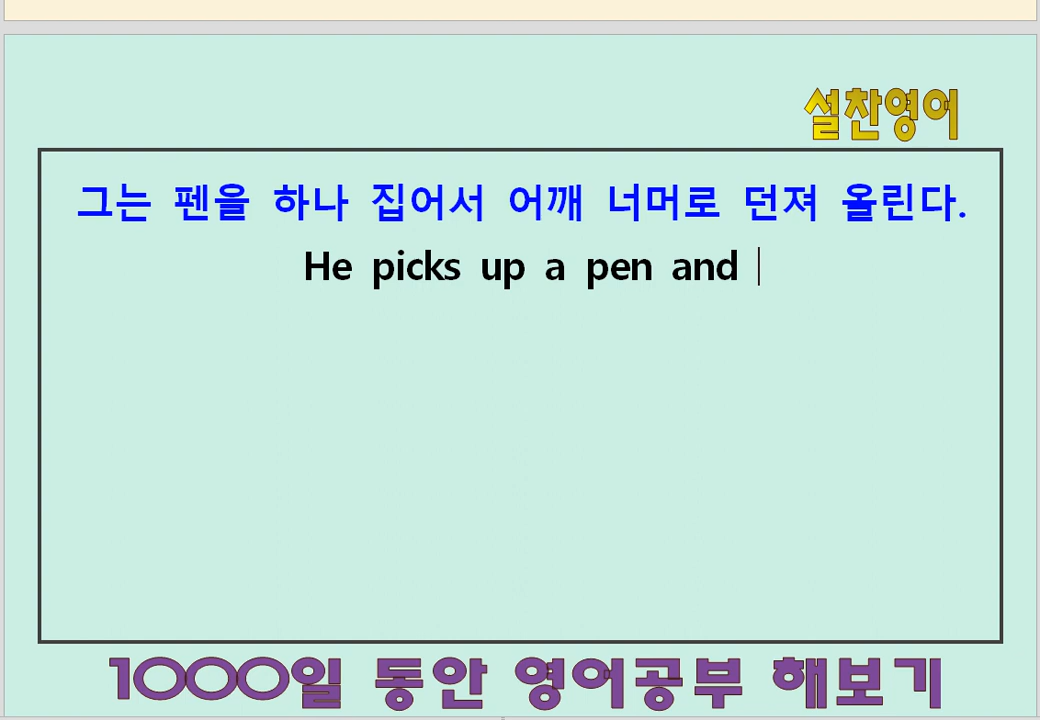 설찬영어
그는 펜을 하나 집어서 어깨 너머로 던져 올린다.
He picks up a pen and
1000일 동안 영어공부 해보기